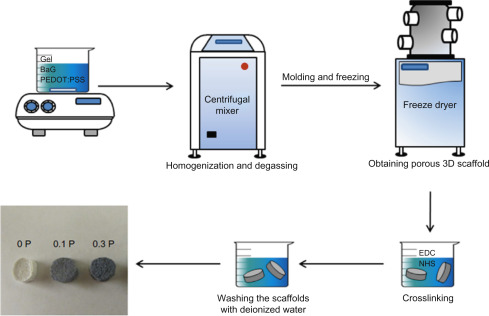 Gel
BaG
PEDOT:PSS
Centrifugal
mixer
Homogenization and degassing
Molding and freezing
Freeze dryer
Obtaining porous 3D scaffold
EDC
NHS
Crosslinking
Washing the scaffolds
with deionized water
0 P 0.1 P 0.3 P